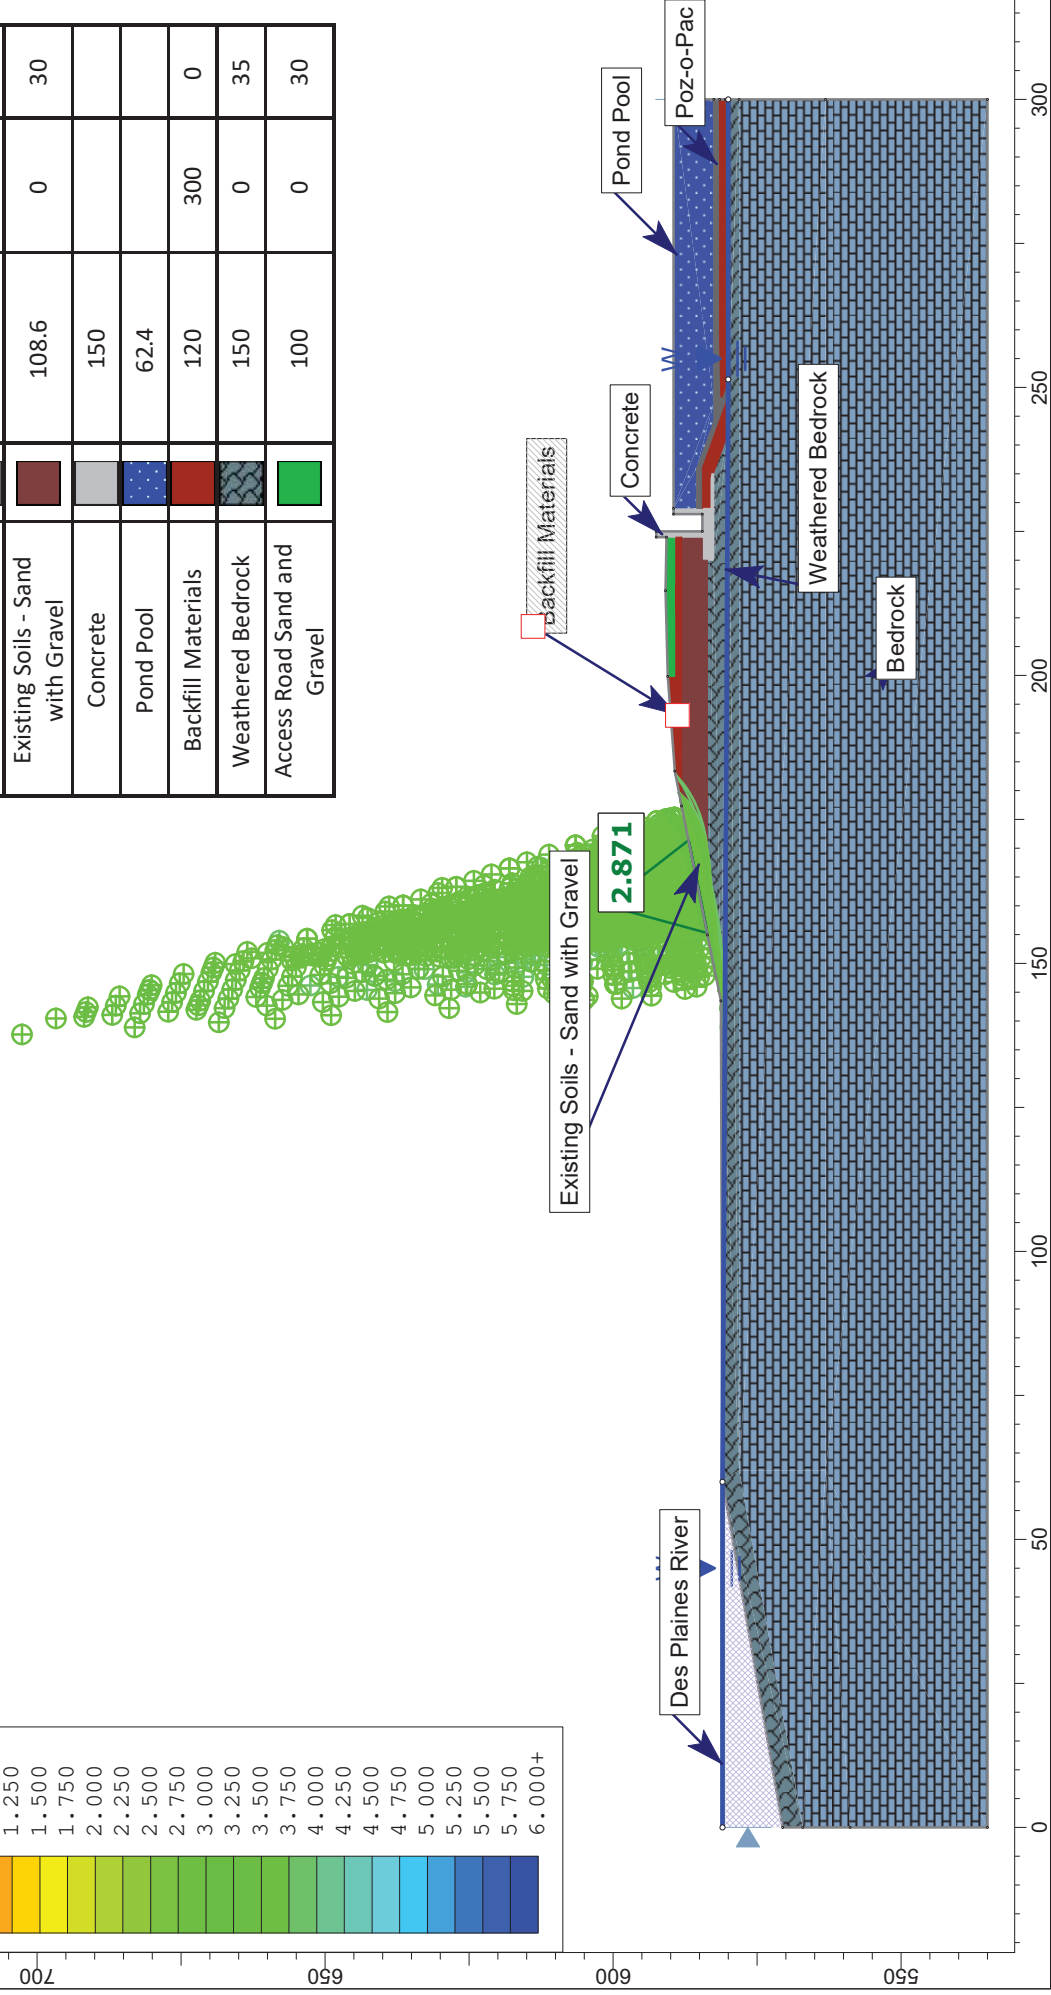 Existing Soils - Sand
with Gravel
108.6
0
30
Concrete
150
Pond Pool
62.4
Backfill Materials
120
300
0
Weathered Bedrock
150
0
35
Access Road Sand and
Gravel
100
0
30
1.250
1.500
1.750
2.000
2.250
2.500
2.750
3.000
3.250
3.500
3.750
4.000
4.250
4.500
4.750
5.000
5.250
5.500
5.750
6.000+
Backfill Materials
Existing Soils - Sand with Gravel
2.871
Concrete
Pond Pool
Poz-o-Pac
Des Plaines River
W
Weathered Bedrock
Bedrock
700
650
600
550
0
50
100
150
200
250
300